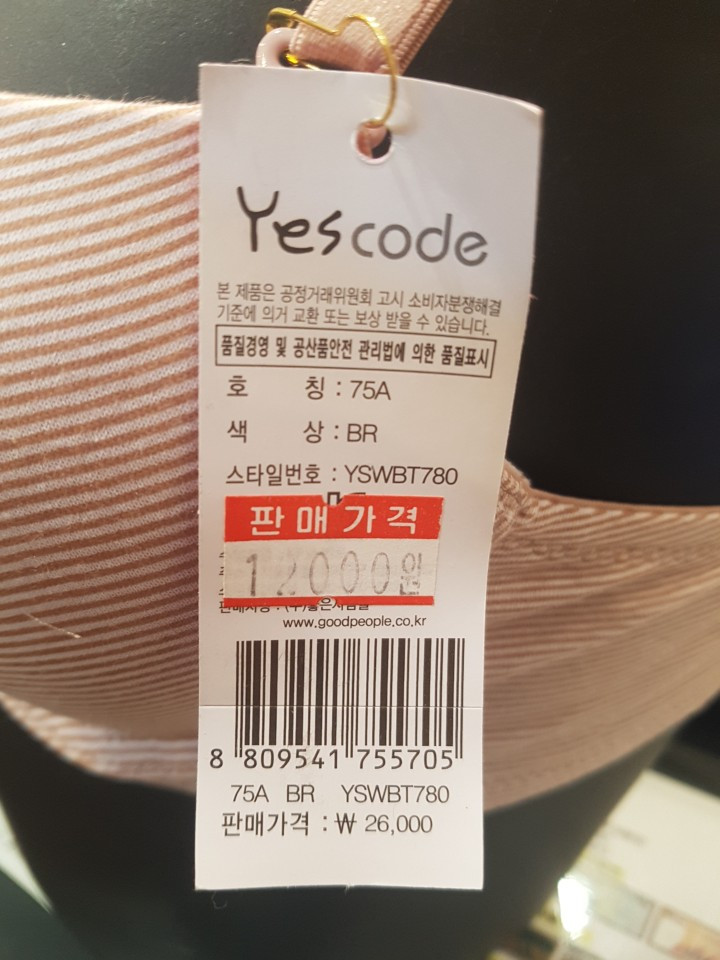 Yes code
본 제품은 공정거래위원회 고시 소비자분쟁해결
기준에 의거 교환 또는 보상 받을 수 있습니다.
품질경영 및 공산품안전 관리법에 의한 품질표시
호 칭 : 75A
색 상 : BR
스타일번호 : YSWBT780
판매가격
12000원
www.goodpeople.co.kr
8 809541 755705
75A BR YSWBT780
판매가격 : ₩ 26,000